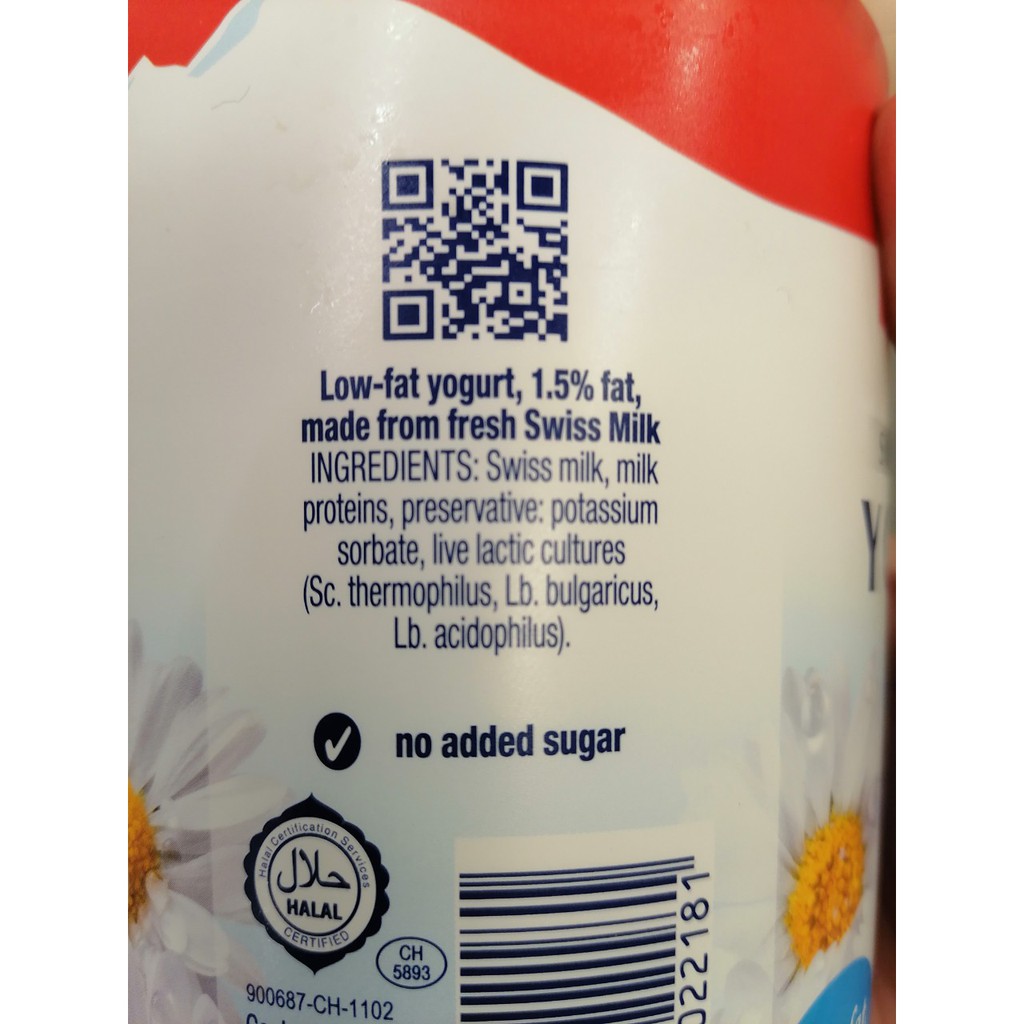 Low-fat yogurt, 1.5% fat,
made from fresh Swiss Milk
INGREDIENTS: Swiss milk, milk
proteins, preservative: potassium
sorbate, live lactic cultures
(Sc. thermophilus, Lb. bulgaricus,
Lb. acidophilus).
Y
no added sugar
Halal Certification Services
حلال
HALAL
CERTIFIED
CH
5893
900687-CH-1102
022181